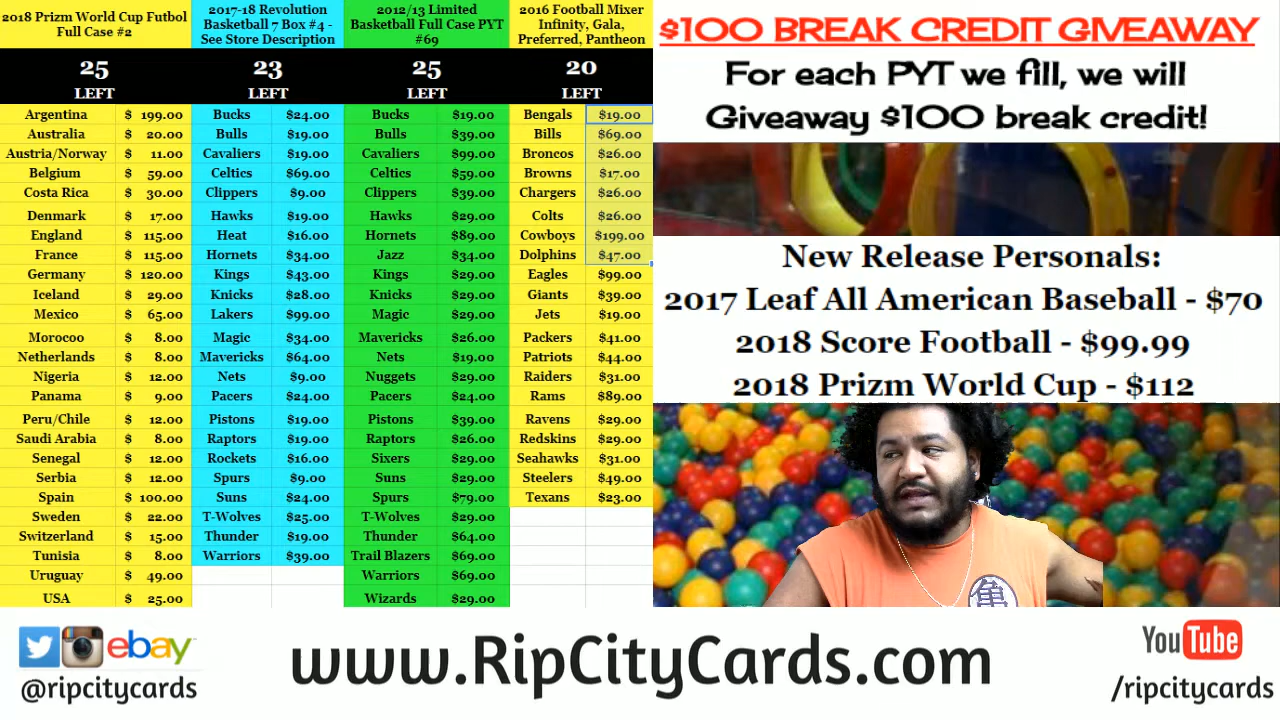 2018 Prizm World Cup Futbol
Full Case #2
25
LEFT
Argentina $ 199.00
Australia $ 20.00
Austria/Norway $ 11.00
Belgium $ 59.00
Costa Rica $ 30.00
Denmark $ 17.00
England $ 115.00
France $ 115.00
Germany $ 120.00
Iceland $ 29.00
Mexico $ 65.00
Morocoo $ 8.00
Netherlands $ 8.00
Nigeria $ 12.00
Panama $ 9.00
Peru/Chile $ 12.00
Saudi Arabia $ 8.00
Senegal $ 12.00
Serbia $ 12.00
Spain $ 100.00
Sweden $ 22.00
Switzerland $ 15.00
Tunisia $ 8.00
Uruguay $ 49.00
USA $ 25.00
2017-18 Revolution
Basketball 7 Box #4 -
See Store Description
23
LEFT
Bucks $24.00
Bulls $19.00
Cavaliers $19.00
Celtics $69.00
Clippers $9.00
Hawks $19.00
Heat $16.00
Hornets $34.00
Kings $43.00
Knicks $28.00
Lakers $99.00
Magic $34.00
Mavericks $64.00
Nets $9.00
Pacers $24.00
Pistons $19.00
Raptors $19.00
Rockets $16.00
Spurs $9.00
Suns $24.00
T-Wolves $25.00
Thunder $19.00
Warriors $39.00
2012/13 Limited
Basketball Full Case PYT
#69
25
LEFT
Bucks $19.00
Bulls $39.00
Cavaliers $99.00
Celtics $59.00
Clippers $39.00
Hawks $29.00
Hornets $89.00
Jazz $34.00
Kings $29.00
Knicks $29.00
Magic $29.00
Mavericks $26.00
Nets $19.00
Nuggets $29.00
Pacers $24.00
Pistons $39.00
Raptors $26.00
Sixers $29.00
Suns $29.00
Spurs $79.00
T-Wolves $29.00
Thunder $64.00
Trail Blazers $69.00
Warriors $69.00
Wizards $29.00
2016 Football Mixer
Infinity, Gala,
Preferred, Pantheon
20
LEFT
Bengals $19.00
Bills $69.00
Broncos $26.00
Browns $17.00
Chargers $26.00
Colts $26.00
Cowboys $199.00
Dolphins $47.00
Eagles $99.00
Giants $39.00
Jets $19.00
Packers $41.00
Patriots $44.00
Raiders $31.00
Rams $89.00
Ravens $29.00
Redskins $29.00
Seahawks $31.00
Steelers $49.00
Texans $23.00
$100 BREAK CREDIT GIVEAWAY
For each PYT we fill, we will
Giveaway $100 break credit!
New Release Personals:
2017 Leaf All American Baseball - $70
2018 Score Football - $99.99
2018 Prizm World Cup - $112
亀
ebay
@ripcitycards
www.RipCityCards.com
YouTube
/ripcitycards